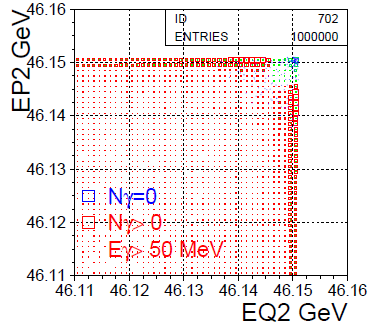 46.16
ID 702
ENTRIES 1000000
EP2 GeV
46.15
46.14
46.13
46.12
46.11
Nγ=0
Nγ> 0
Eγ> 50 MeV
46.11 46.12 46.13 46.14 46.15 46.16
EQ2 GeV